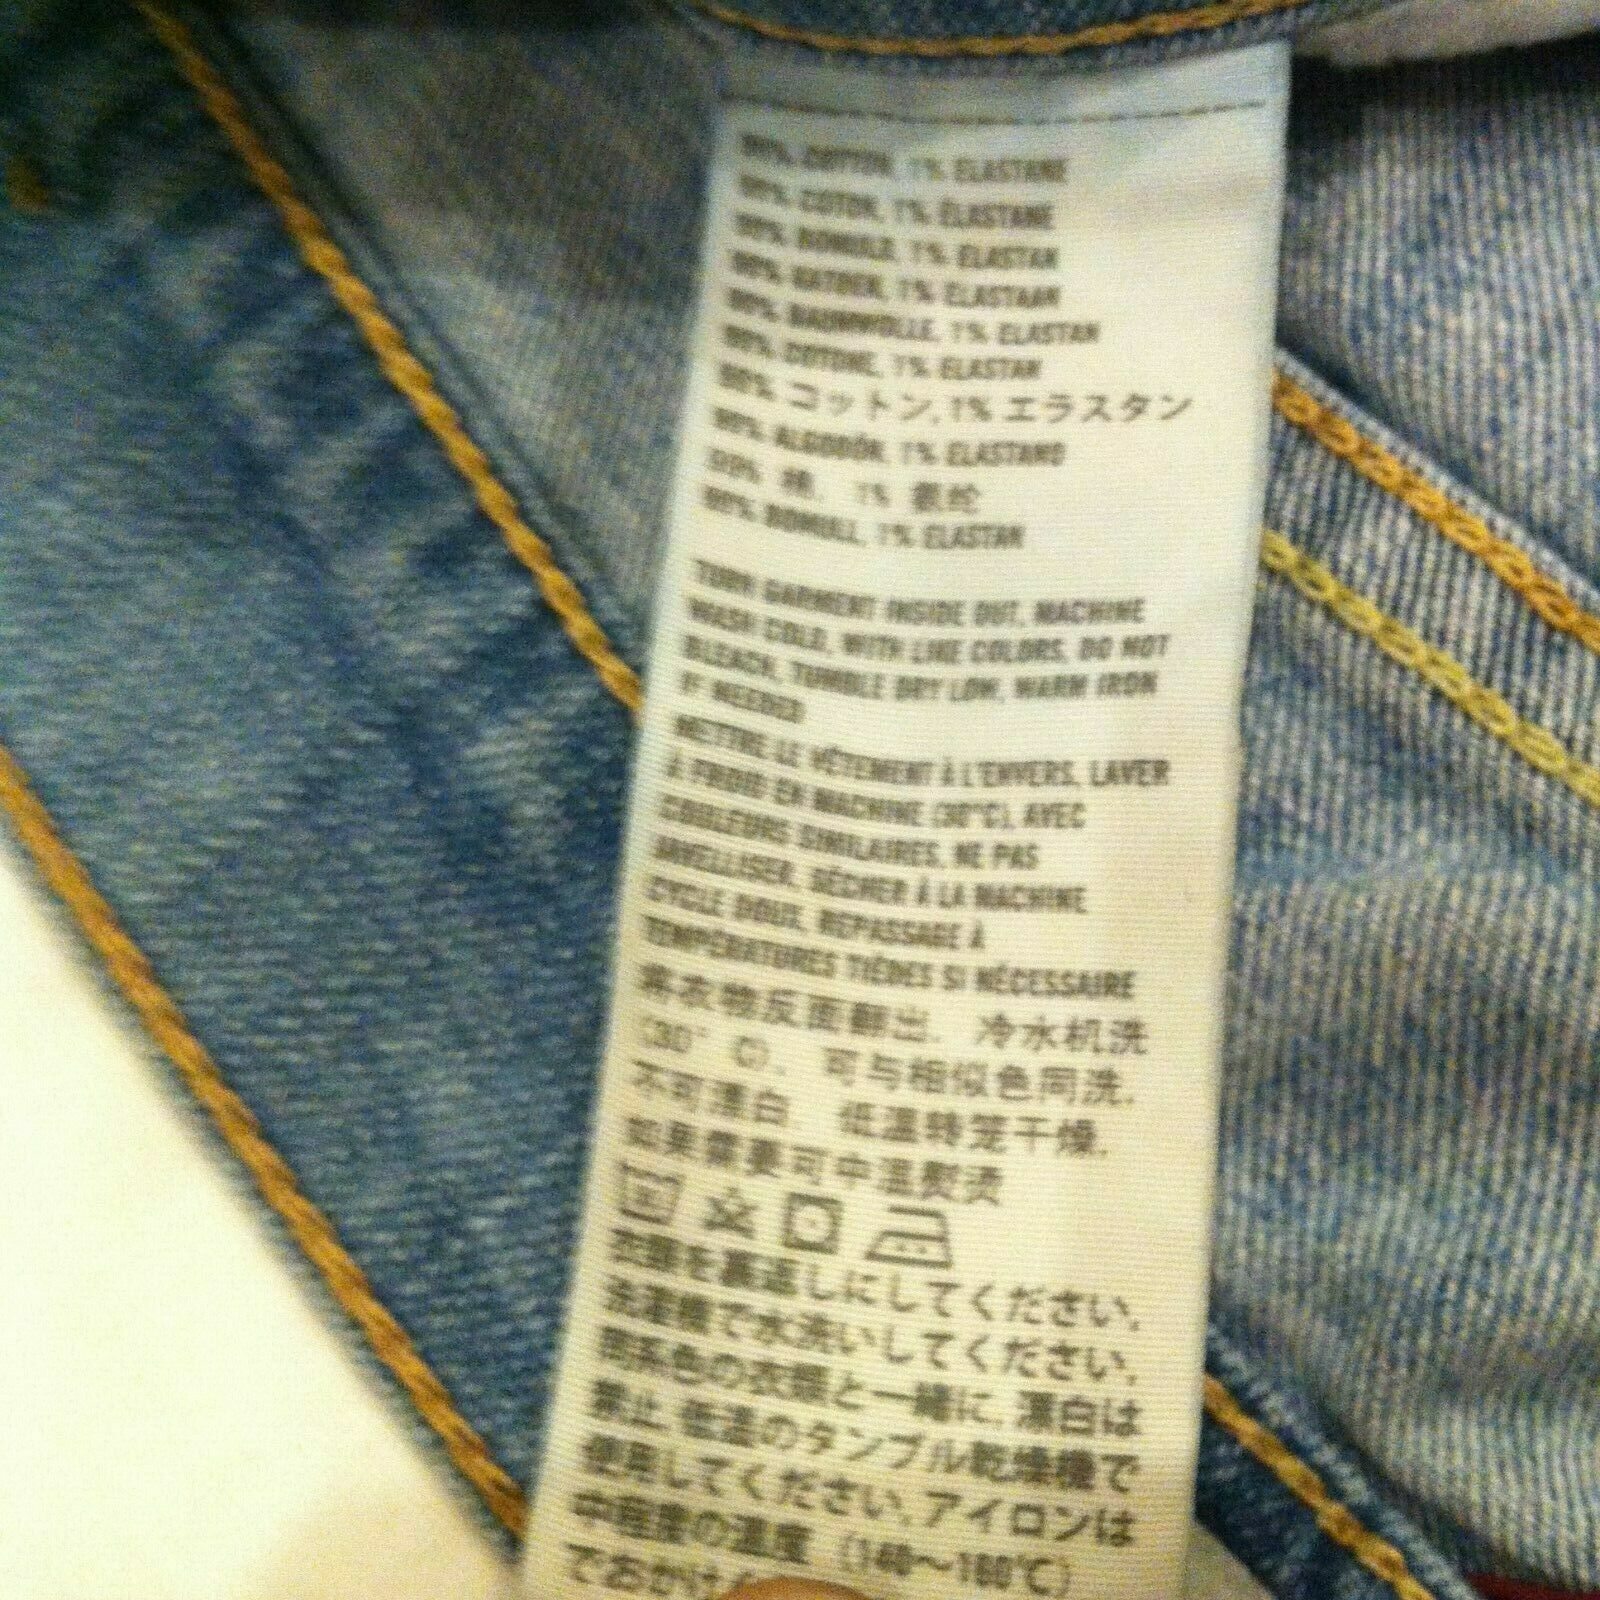 99% COTTON, 1% ELASTANE
99% COTON, 1% ÉLASTANE
99% BOMULD, 1% ELASTAN
99% KATOEN, 1% ELASTAAN
99% BAUMWOLLE, 1% ELASTAN
99% COTONE, 1% ELASTAN
99% コットン, 1% エラスタン
99% ALGODÓN, 1% ELASTANO
99% 棉, 1% 氨纶
99% BOMULL, 1% ELASTAN
TURN GARMENT INSIDE OUT, MACHINE
WASH COLD, WITH LIKE COLORS, DO NOT
BLEACH, TUMBLE DRY LOW, WARM IRON
IF NEEDED
METTRE LE VÊTEMENT À L'ENVERS, LAVER
À FROID EN MACHINE (30°C), AVEC
COULEURS SIMILAIRES, NE PAS
JAVELLISER, SÉCHER À LA MACHINE
CYCLE DOUX, REPASSAGE À
TEMPÉRATURES TIÈDES SI NÉCESSAIRE
将衣物反面翻出, 冷水机洗
(30° C), 可与相似色同洗,
不可漂白, 低温转笼干燥,
如果需要可中温熨烫
衣類を裏返しにしてください,
洗濯機で水洗いしてください,
同系色の衣類と一緒に, 漂白は
禁止, 低温のタンブル乾燥機で
使用してください, アイロンは
中程度の温度 (140～160℃)
でおかけ